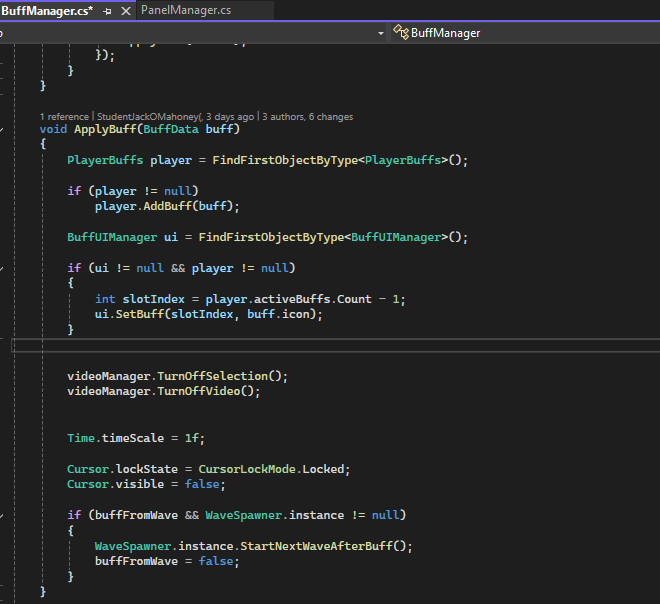 BuffManager.cs*
PanelManager.cs
BuffManager
});
}
}
1 reference | StudentJackOMahoney(, 3 days ago | 3 authors, 6 changes
void ApplyBuff(BuffData buff)
{
PlayerBuffs player = FindFirstObjectByType<PlayerBuffs>();
if (player != null)
player.AddBuff(buff);
BuffUIManager ui = FindFirstObjectByType<BuffUIManager>();
if (ui != null && player != null)
{
int slotIndex = player.activeBuffs.Count - 1;
ui.SetBuff(slotIndex, buff.icon);
}
videoManager.TurnOffSelection();
videoManager.TurnOffVideo();
Time.timeScale = 1f;
Cursor.lockState = CursorLockMode.Locked;
Cursor.visible = false;
if (buffFromWave && WaveSpawner.instance != null)
{
WaveSpawner.instance.StartNextWaveAfterBuff();
buffFromWave = false;
}
}